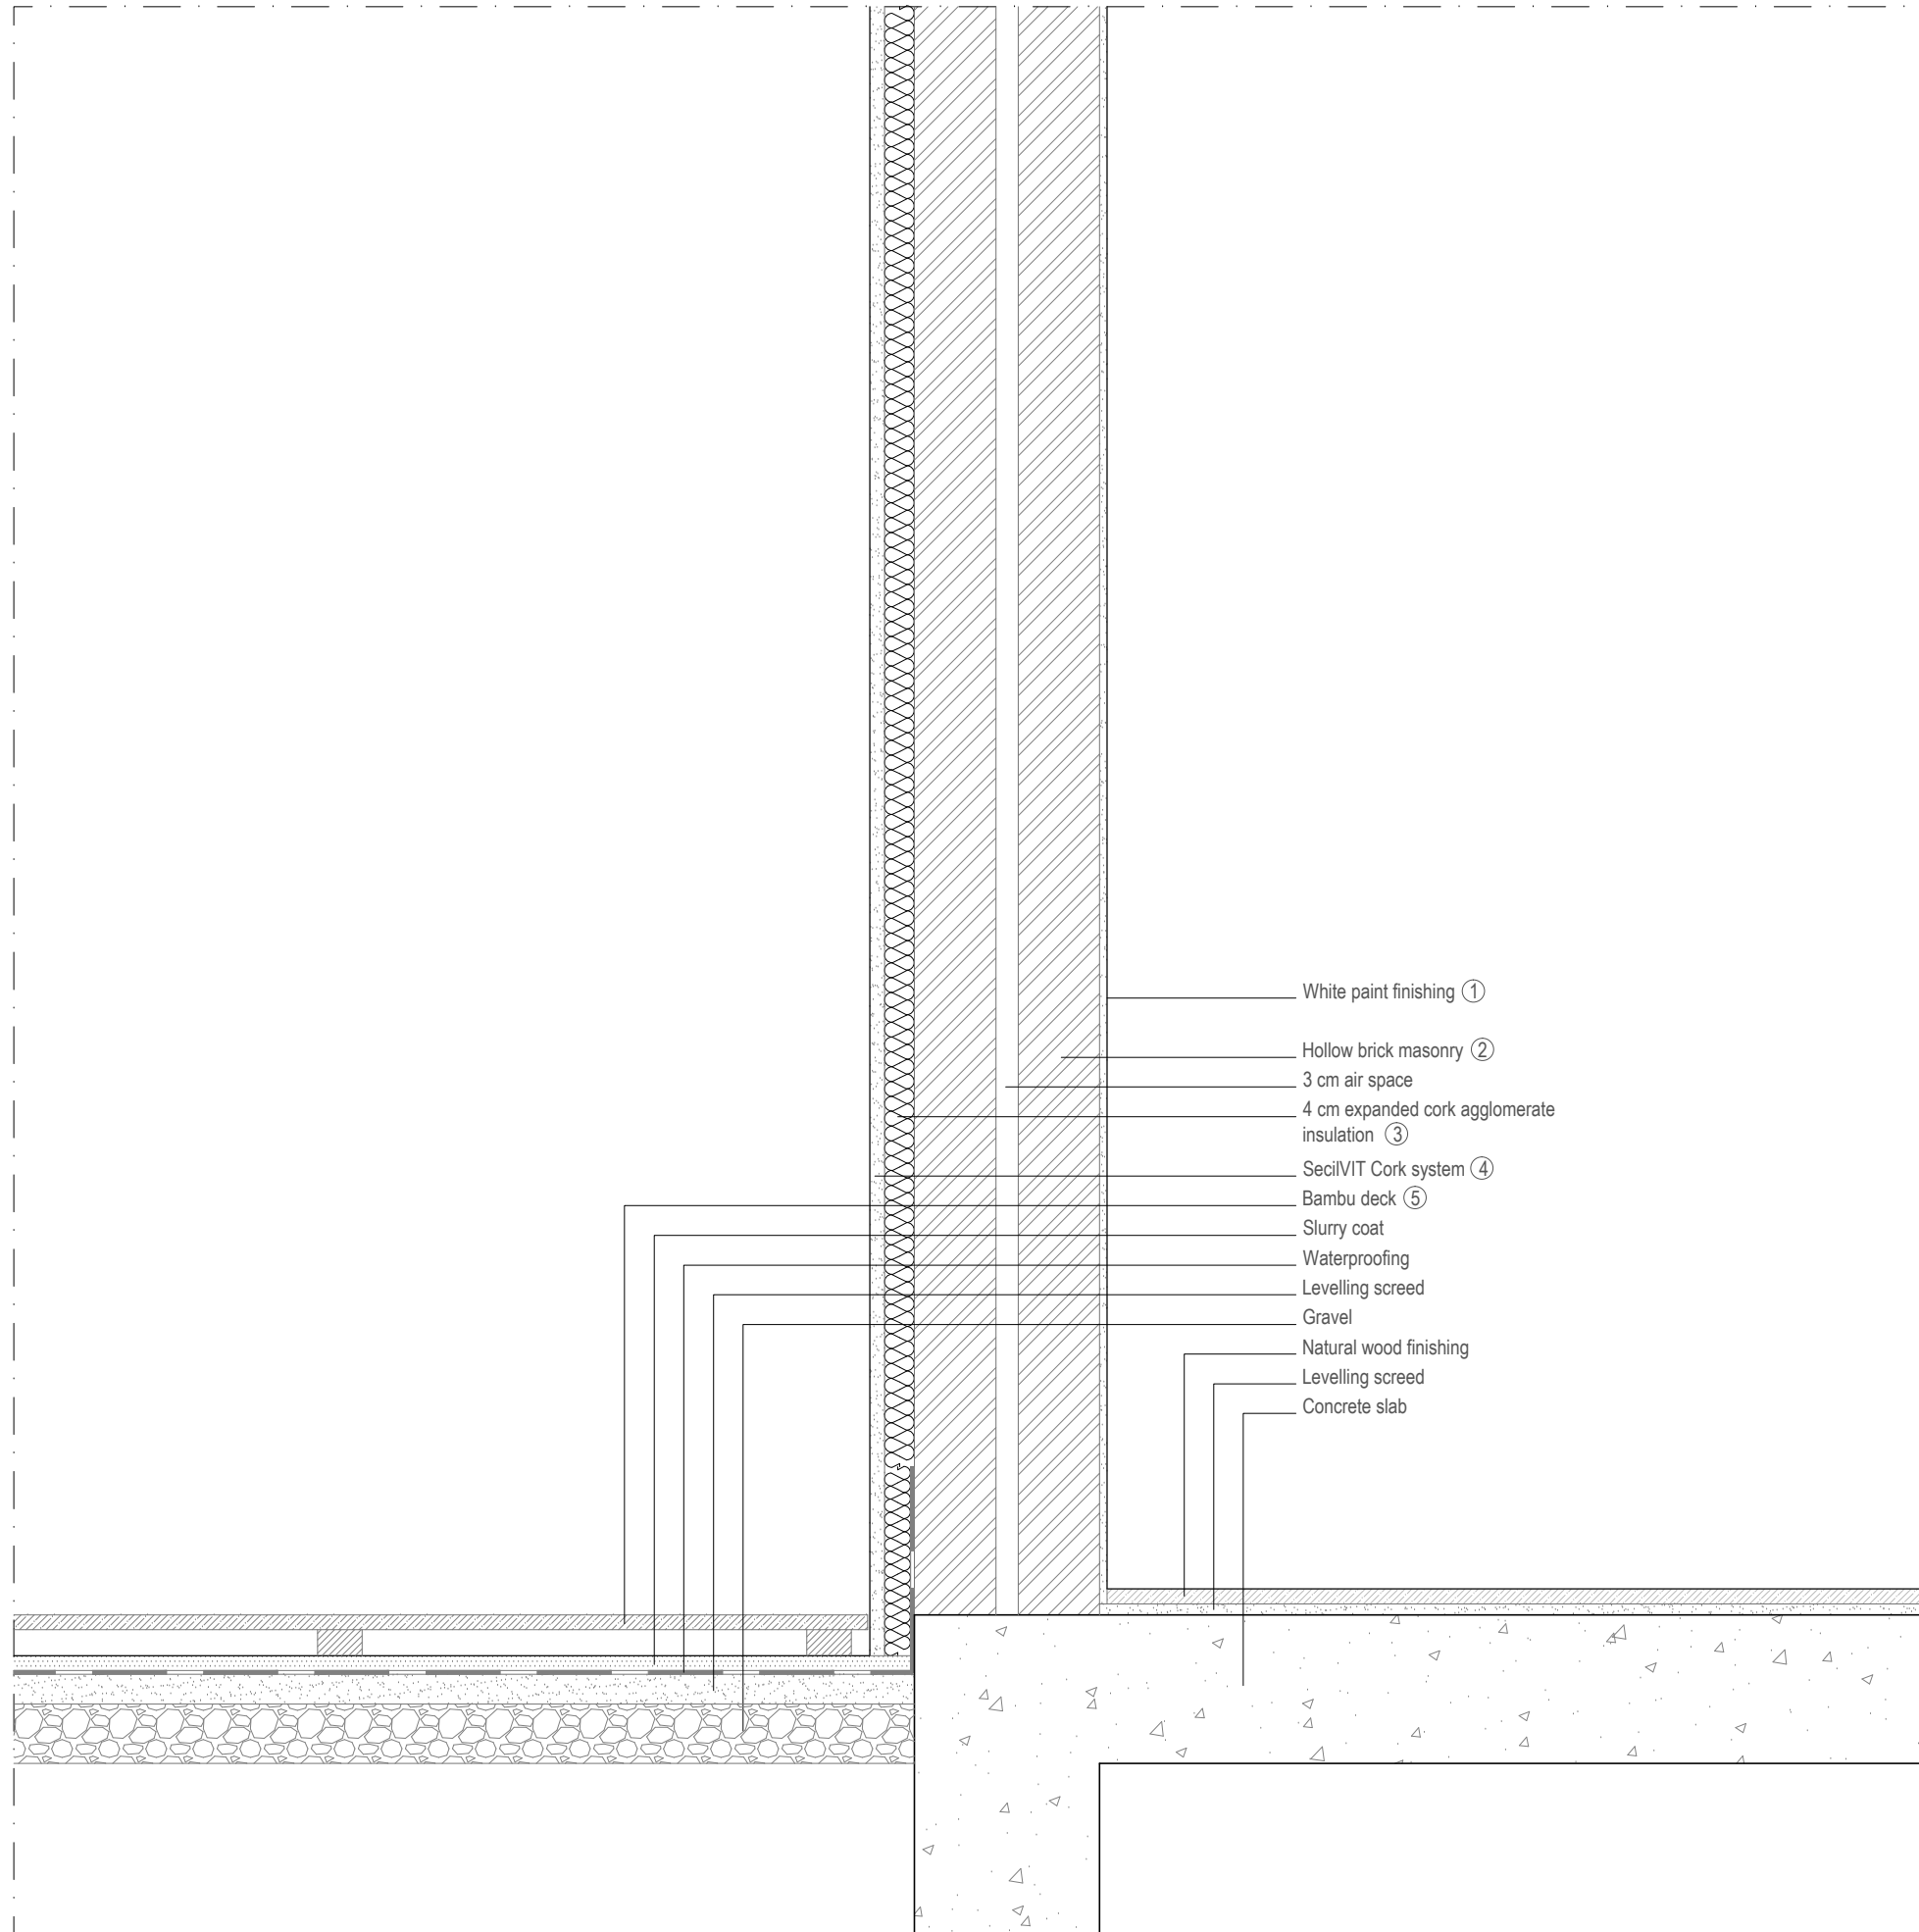 White paint finishing ①
Hollow brick masonry ②
3 cm air space
4 cm expanded cork agglomerate
insulation ③
SecilVIT Cork system ④
Bambu deck ⑤
Slurry coat
Waterproofing
Levelling screed
Gravel
Natural wood finishing
Levelling screed
Concrete slab